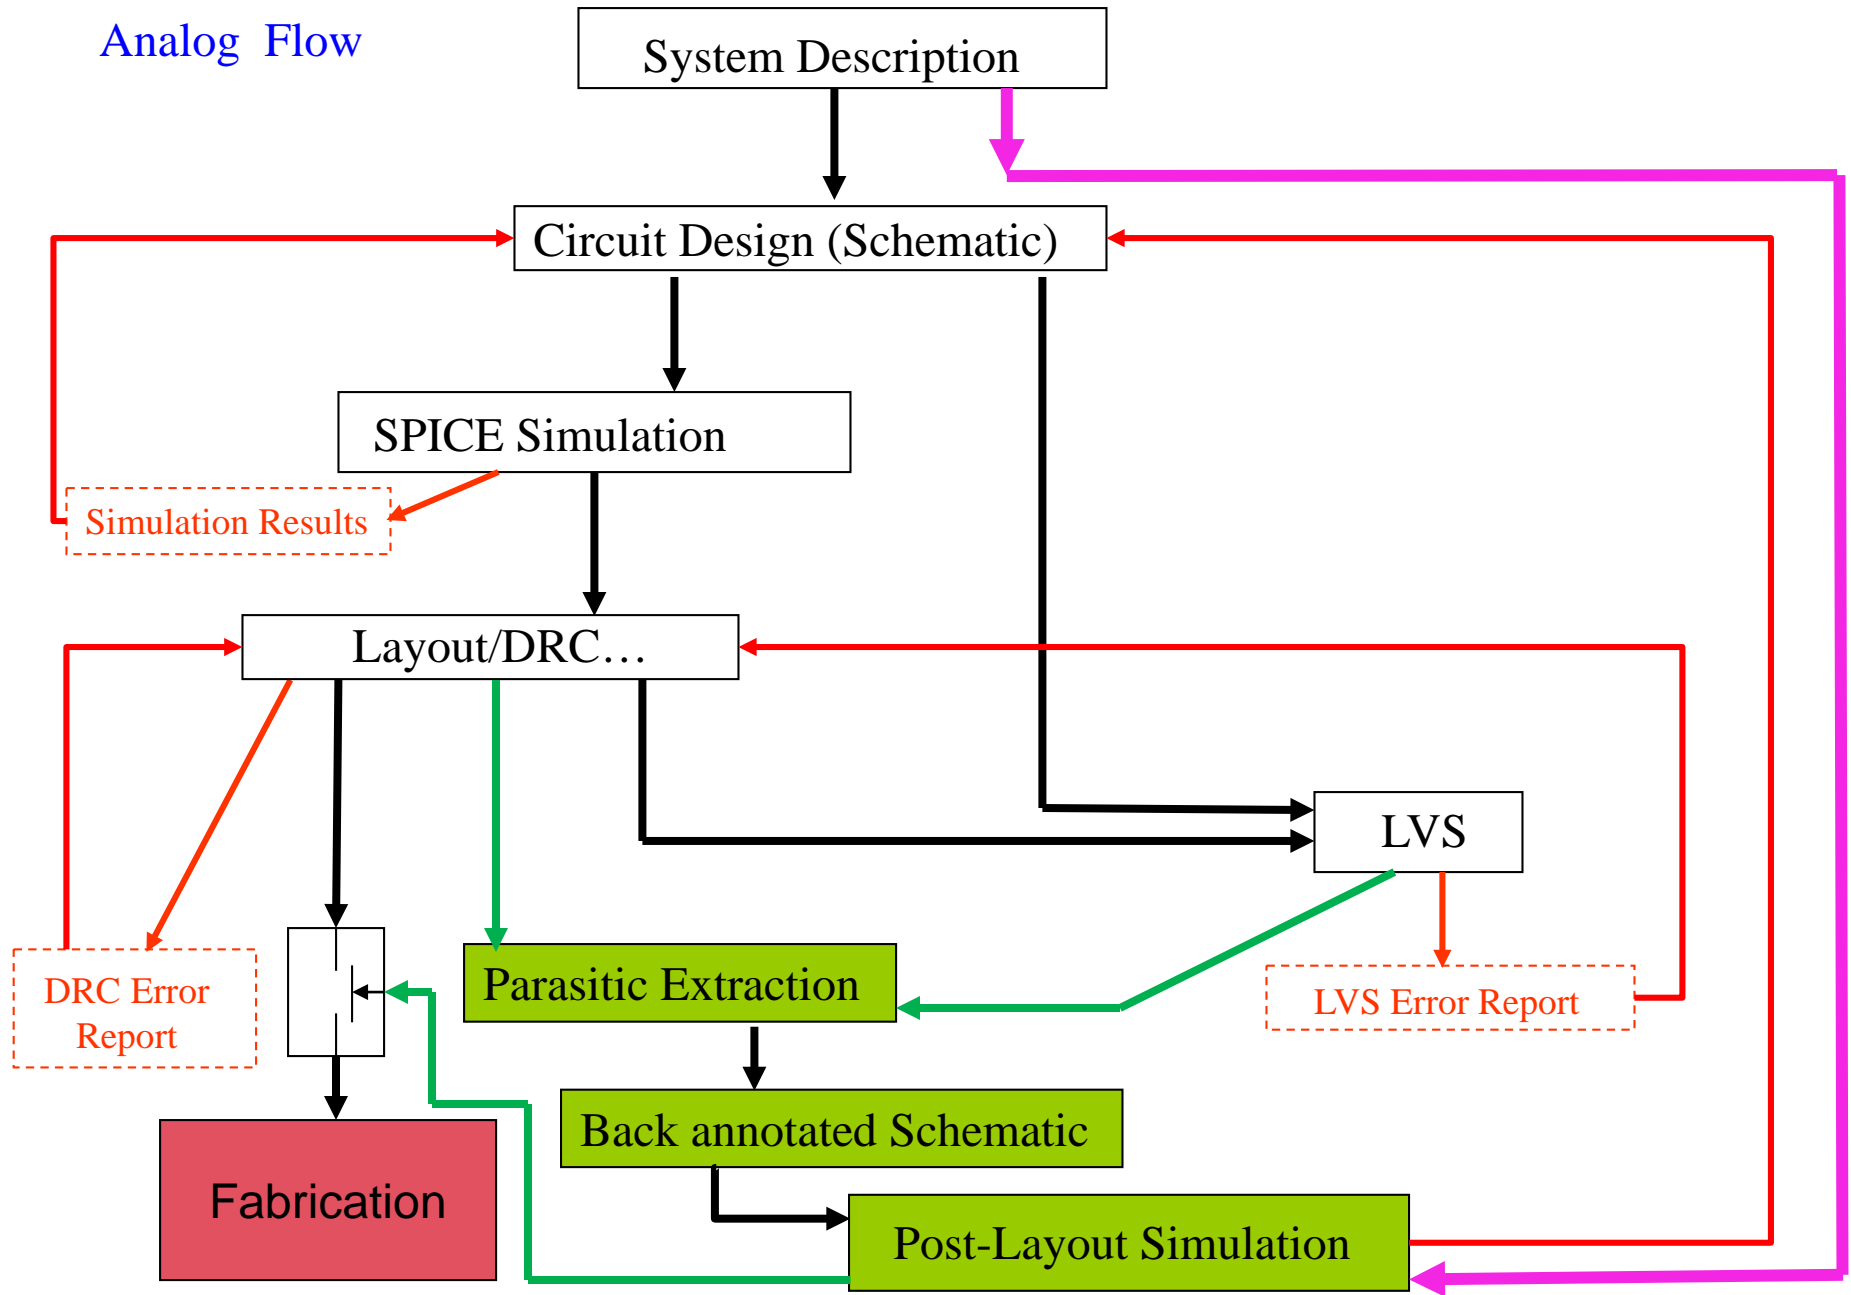 Analog Flow
System Description
Circuit Design (Schematic)
SPICE Simulation
Simulation Results
Layout/DRC…
LVS
DRC Error
Report
Parasitic Extraction
LVS Error Report
Back annotated Schematic
Fabrication
Post-Layout Simulation